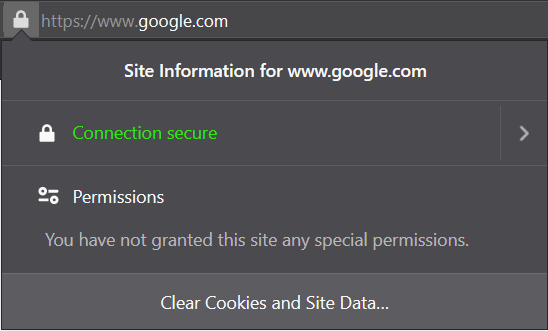 https://www.google.com
Site Information for www.google.com
Connection secure
Permissions
You have not granted this site any special permissions.
Clear Cookies and Site Data...